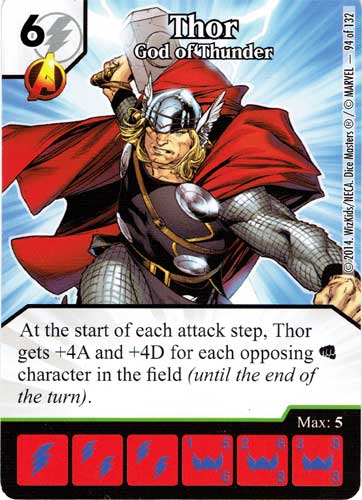 6
Thor
God of Thunder
© 2014. WizKids/NECA. Dice Masters ® / © MARVEL — 94 of 132
At the start of each attack step, Thor
gets +4A and +4D for each opposing
character in the field (until the end of
the turn).
Max: 5